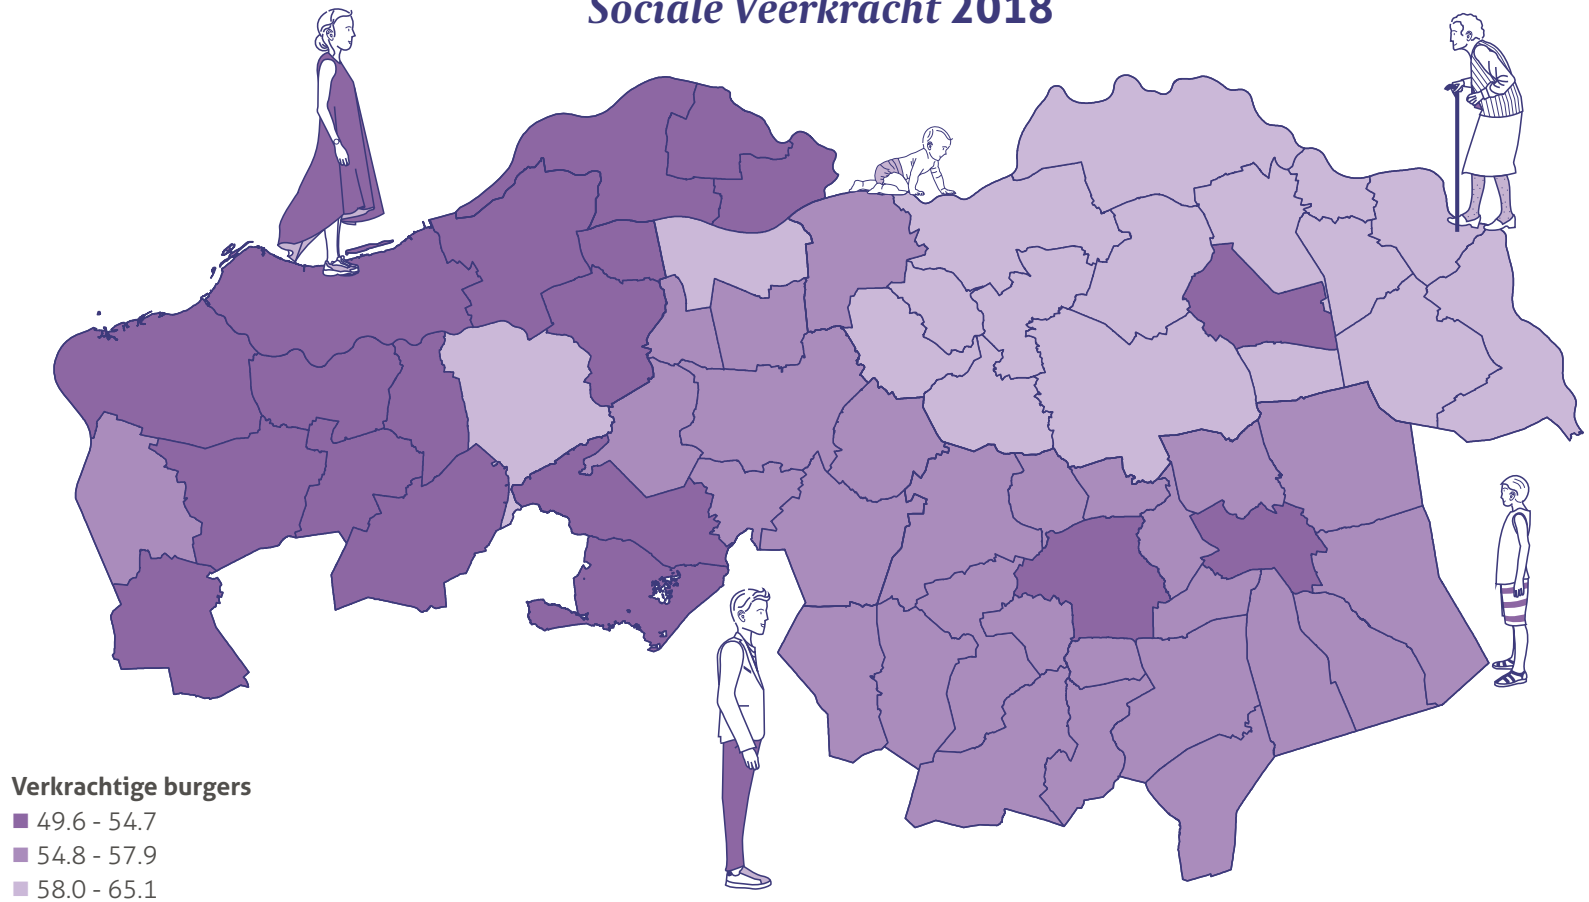 Sociale Veerkracht 2018
Verkrachtige burgers
49.6 - 54.7
54.8 - 57.9
58.0 - 65.1